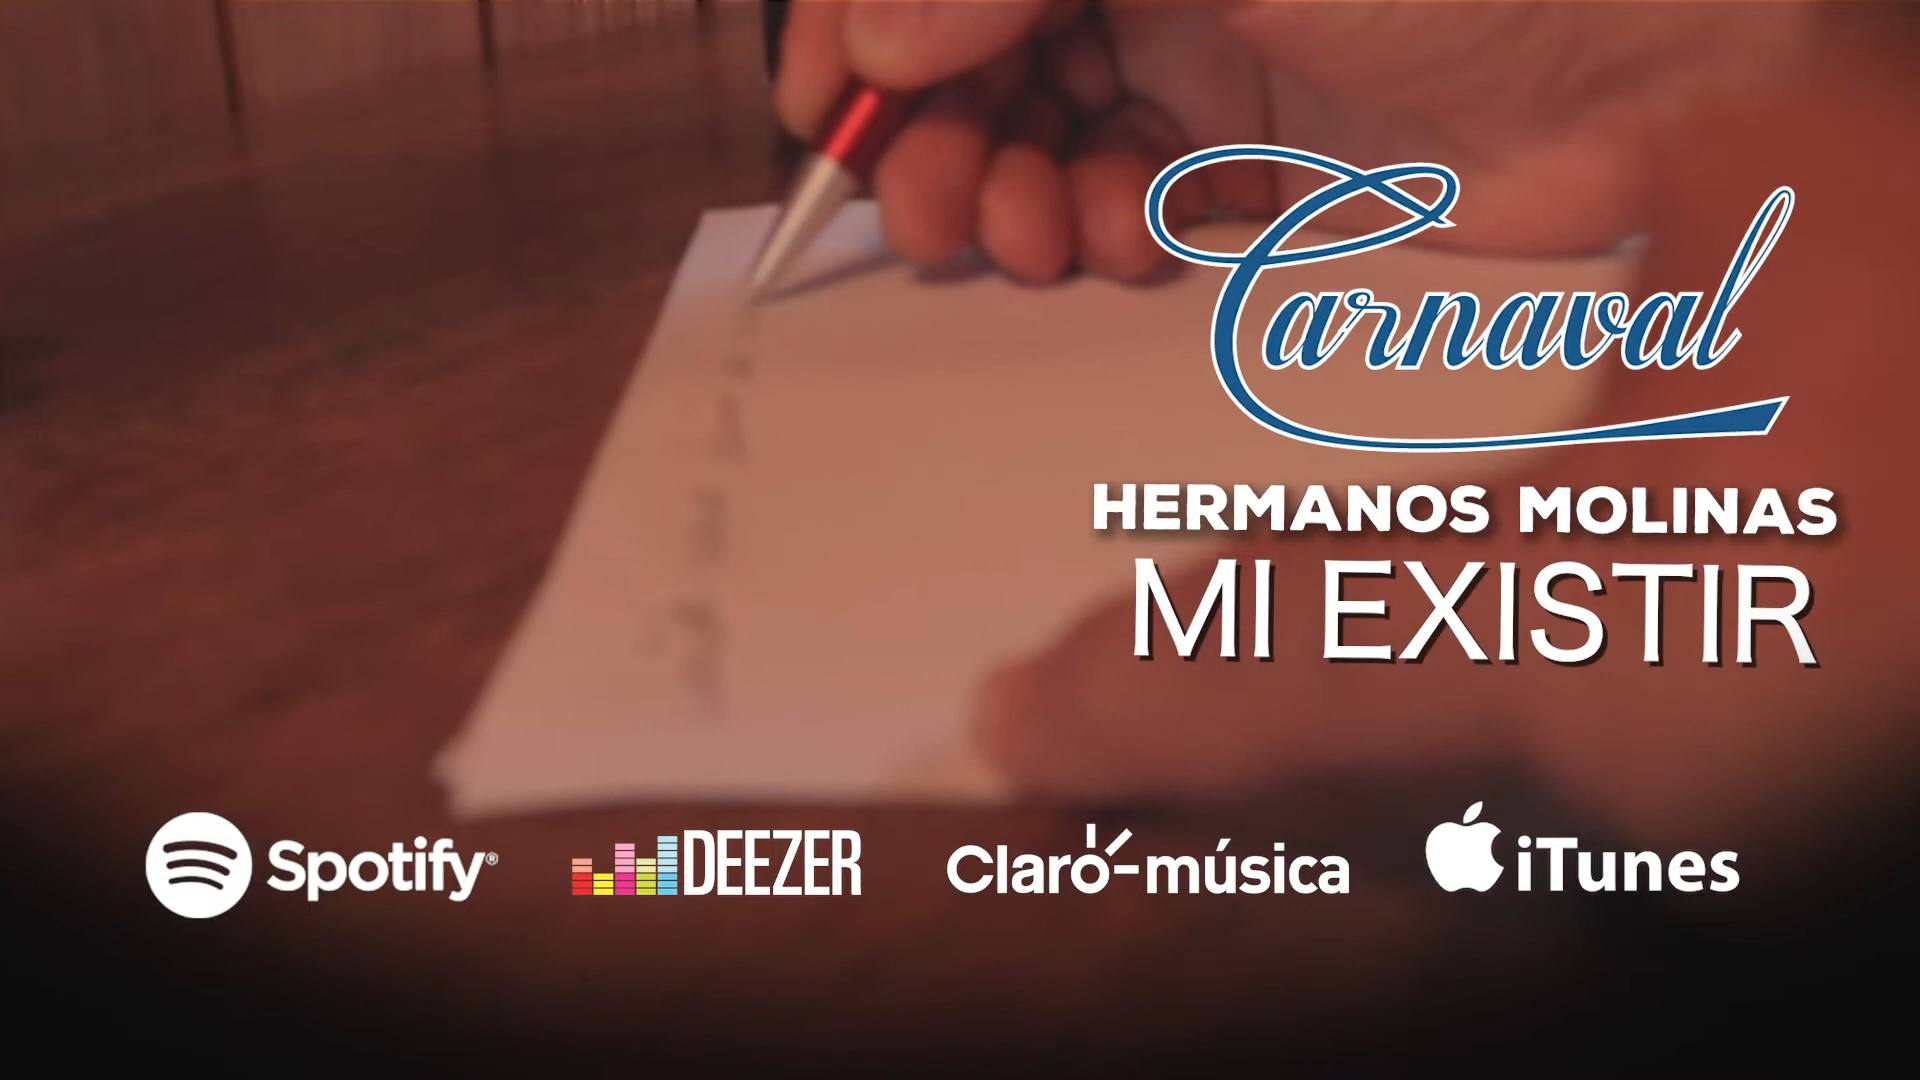 Carnaval
HERMANOS MOLINAS
MI EXISTIR
Spotify®
DEEZER
Claro-música
iTunes